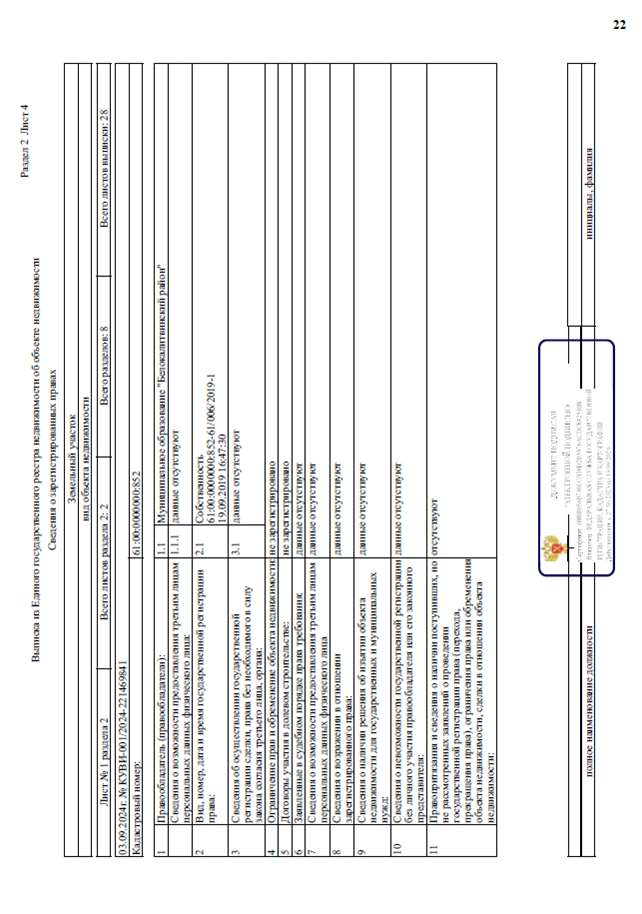 22
Раздел 2 Лист 4
Выписка из Единого государственного реестра недвижимости об объекте недвижимости
Сведения о зарегистрированных правах
Земельный участок
вид объекта недвижимости
Лист № 1 раздела 2 Всего листов раздела 2: 2 Всего разделов: 8 Всего листов выписки: 28
03.09.2024г. № КУВИ-001/2024-221469841
Кадастровый номер: 61:00:0000000:852
1 Правообладатель (правообладатели): 1.1 Муниципальное образование "Белокалитвинский район"
Сведения о возможности предоставления третьим лицам 1.1.1 данные отсутствуют
персональных данных физического лица:
2 Вид, номер, дата и время государственной регистрации 2.1 Собственность
права: 61:00:0000000:852-61/006/2019-1
19.09.2019 16:47:30
3 Сведения об осуществлении государственной 3.1 данные отсутствуют
регистрации сделки, права без необходимого в силу
закона согласия третьего лица, органа:
4 Ограничение прав и обременение объекта недвижимости: не зарегистрировано
5 Договоры участия в долевом строительстве: не зарегистрировано
6 Заявленные в судебном порядке права требования: данные отсутствуют
7 Сведения о возможности предоставления третьим лицам данные отсутствуют
персональных данных физического лица
8 Сведения о возражении в отношении данные отсутствуют
зарегистрированного права:
9 Сведения о наличии решения об изъятии объекта данные отсутствуют
недвижимости для государственных и муниципальных
нужд:
10 Сведения о невозможности государственной регистрации данные отсутствуют
без личного участия правообладателя или его законного
представителя:
11 Правопритязания и сведения о наличии поступивших, но отсутствуют
не рассмотренных заявлений о проведении
государственной регистрации права (перехода,
прекращения права), ограничения права или обременения
объекта недвижимости, сделки в отношении объекта
недвижимости:
ДОКУМЕНТ ПОДПИСАН
ЭЛЕКТРОННОЙ ПОДПИСЬЮ
полное наименование должности инициалы, фамилия